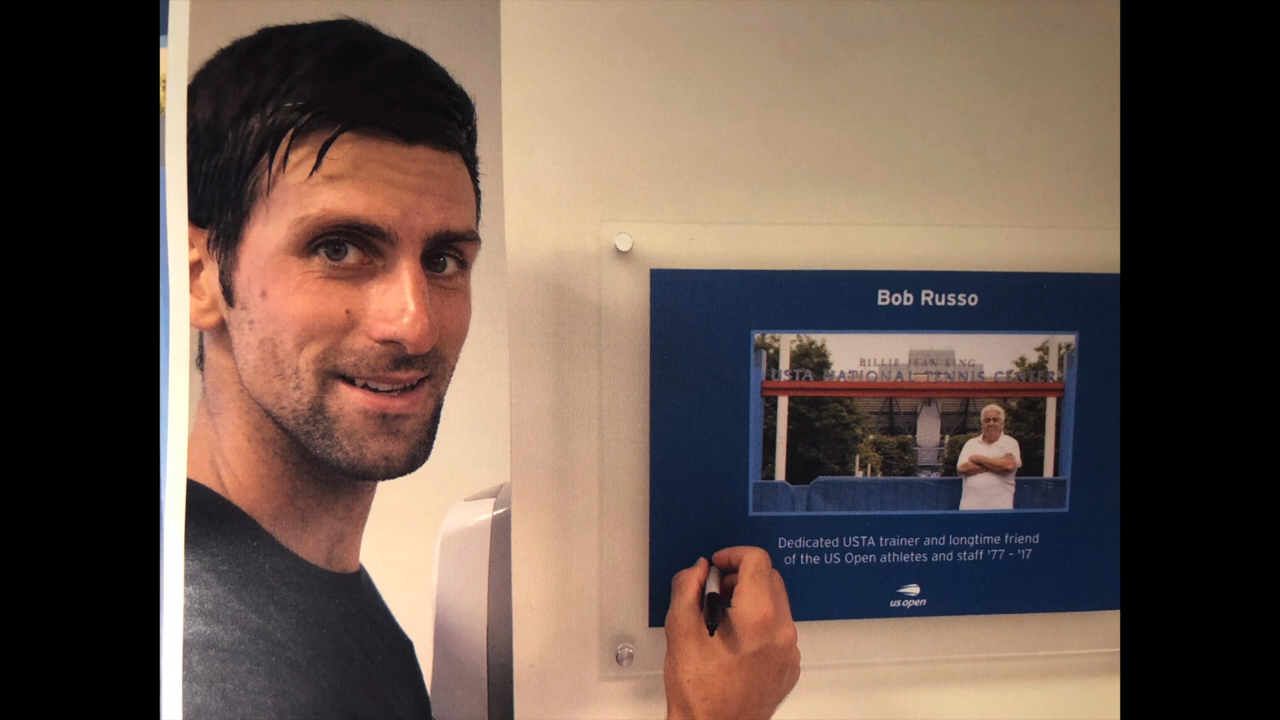 Bob Russo
BILLIE JEAN KING
USTA NATIONAL TENNIS CENTER
Dedicated USTA trainer and longtime friend
of the US Open athletes and staff '77 - '17
us open